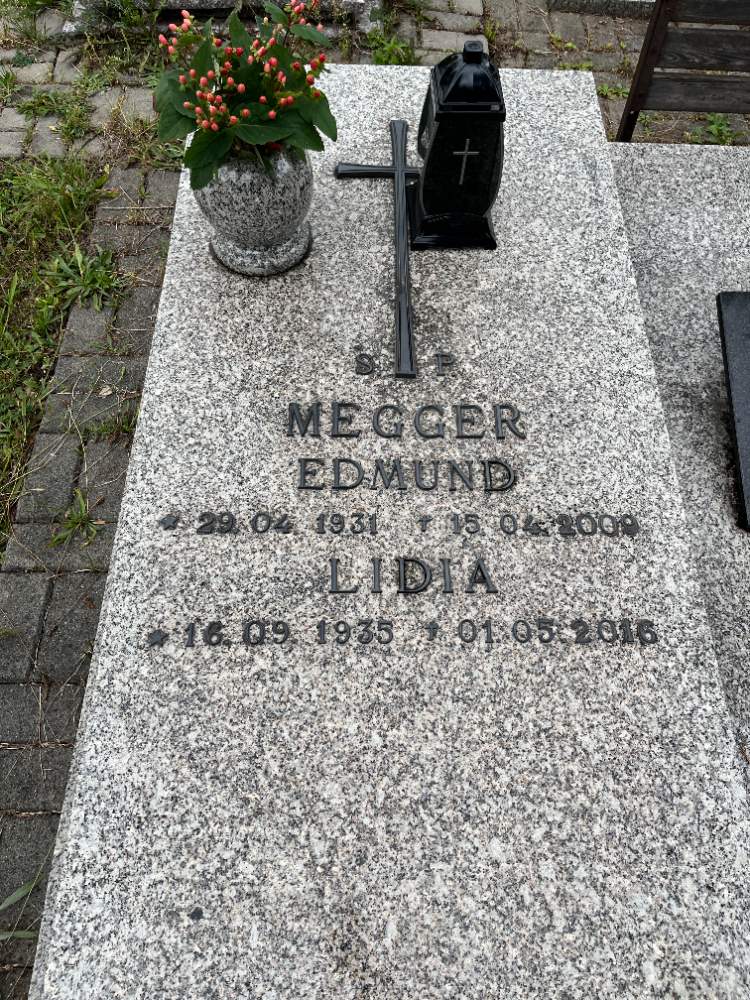 S. P.
MEGGER
EDMUND
★ 29.04 1931 ✝ 15.04.2009
LIDIA
★ 16.09. 1935 ✝ 01.05.2016